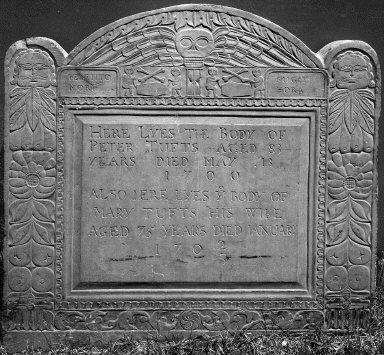 MEMENTO
MORI
FUGIT
HORA
HERE LYES THE BODY OF
PETER TUFTS AGED 83
YEARS DIED MAY 13
1700
ALSO HERE LYES Yᴱ BODY OF
MARY TUFTS HIS WIFE
AGED 75 YEARS DIED JANUAR
1702